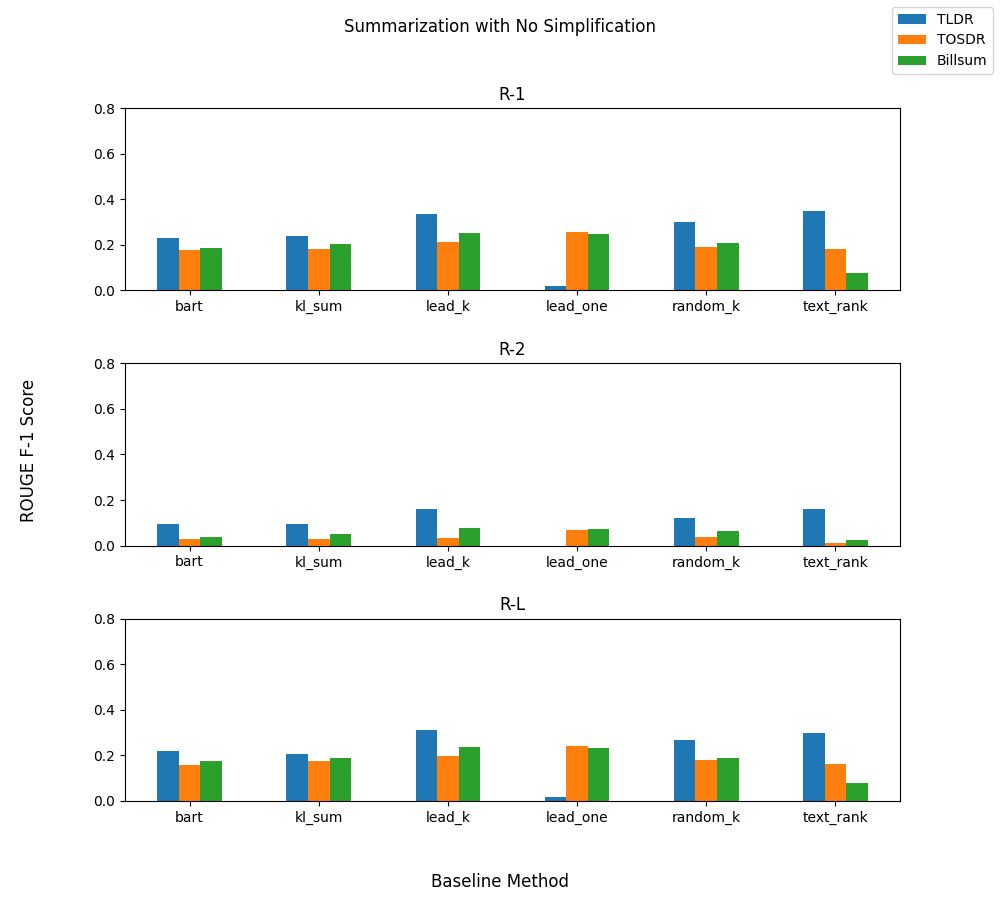 Summarization with No Simplification
TLDR
TOSDR
Billsum
R-1
0.8
0.6
0.4
0.2
0.0
bart kl_sum lead_k lead_one random_k text_rank
R-2
0.8
0.6
0.4
0.2
0.0
bart kl_sum lead_k lead_one random_k text_rank
R-L
0.8
0.6
0.4
0.2
0.0
bart kl_sum lead_k lead_one random_k text_rank
ROUGE F-1 Score
Baseline Method